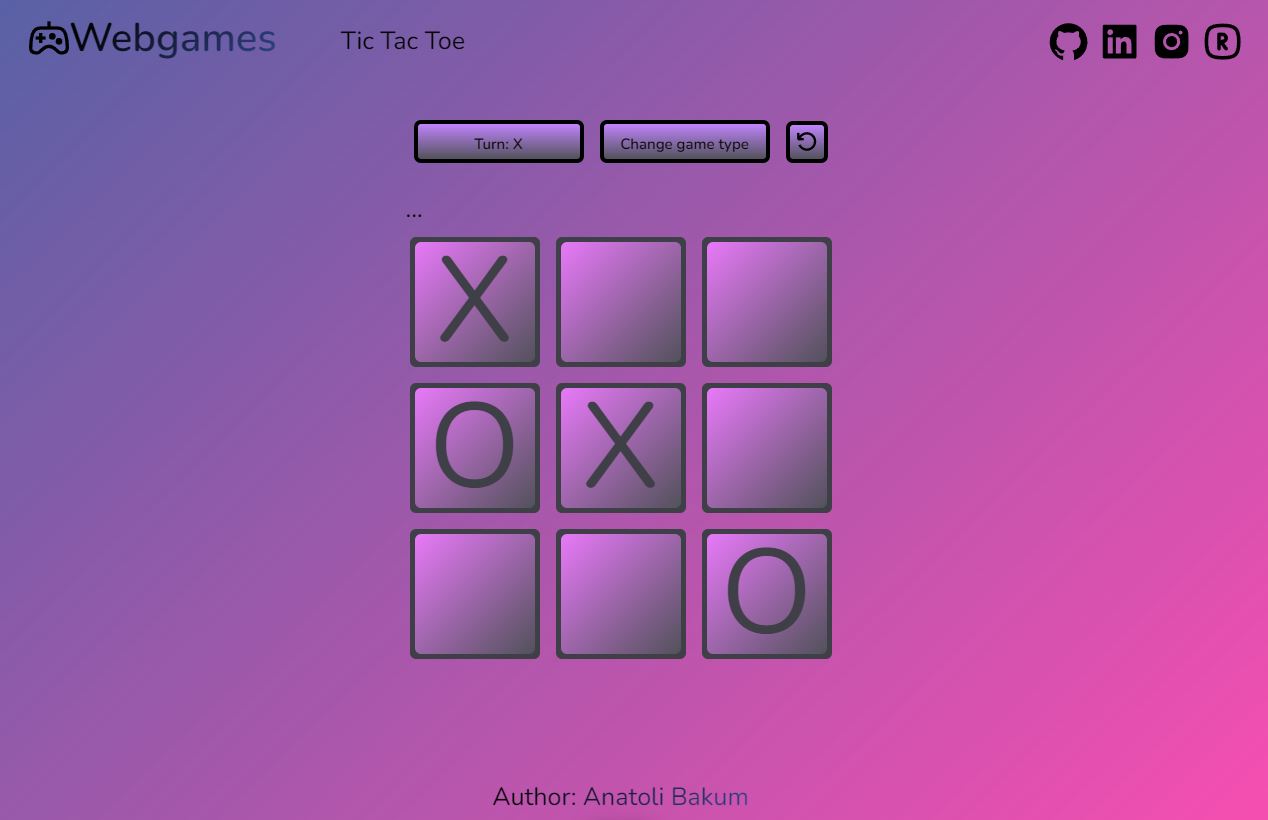 Webgames Tic Tac Toe
Turn: X Change game type
...
X
O X
O
Author: Anatoli Bakum